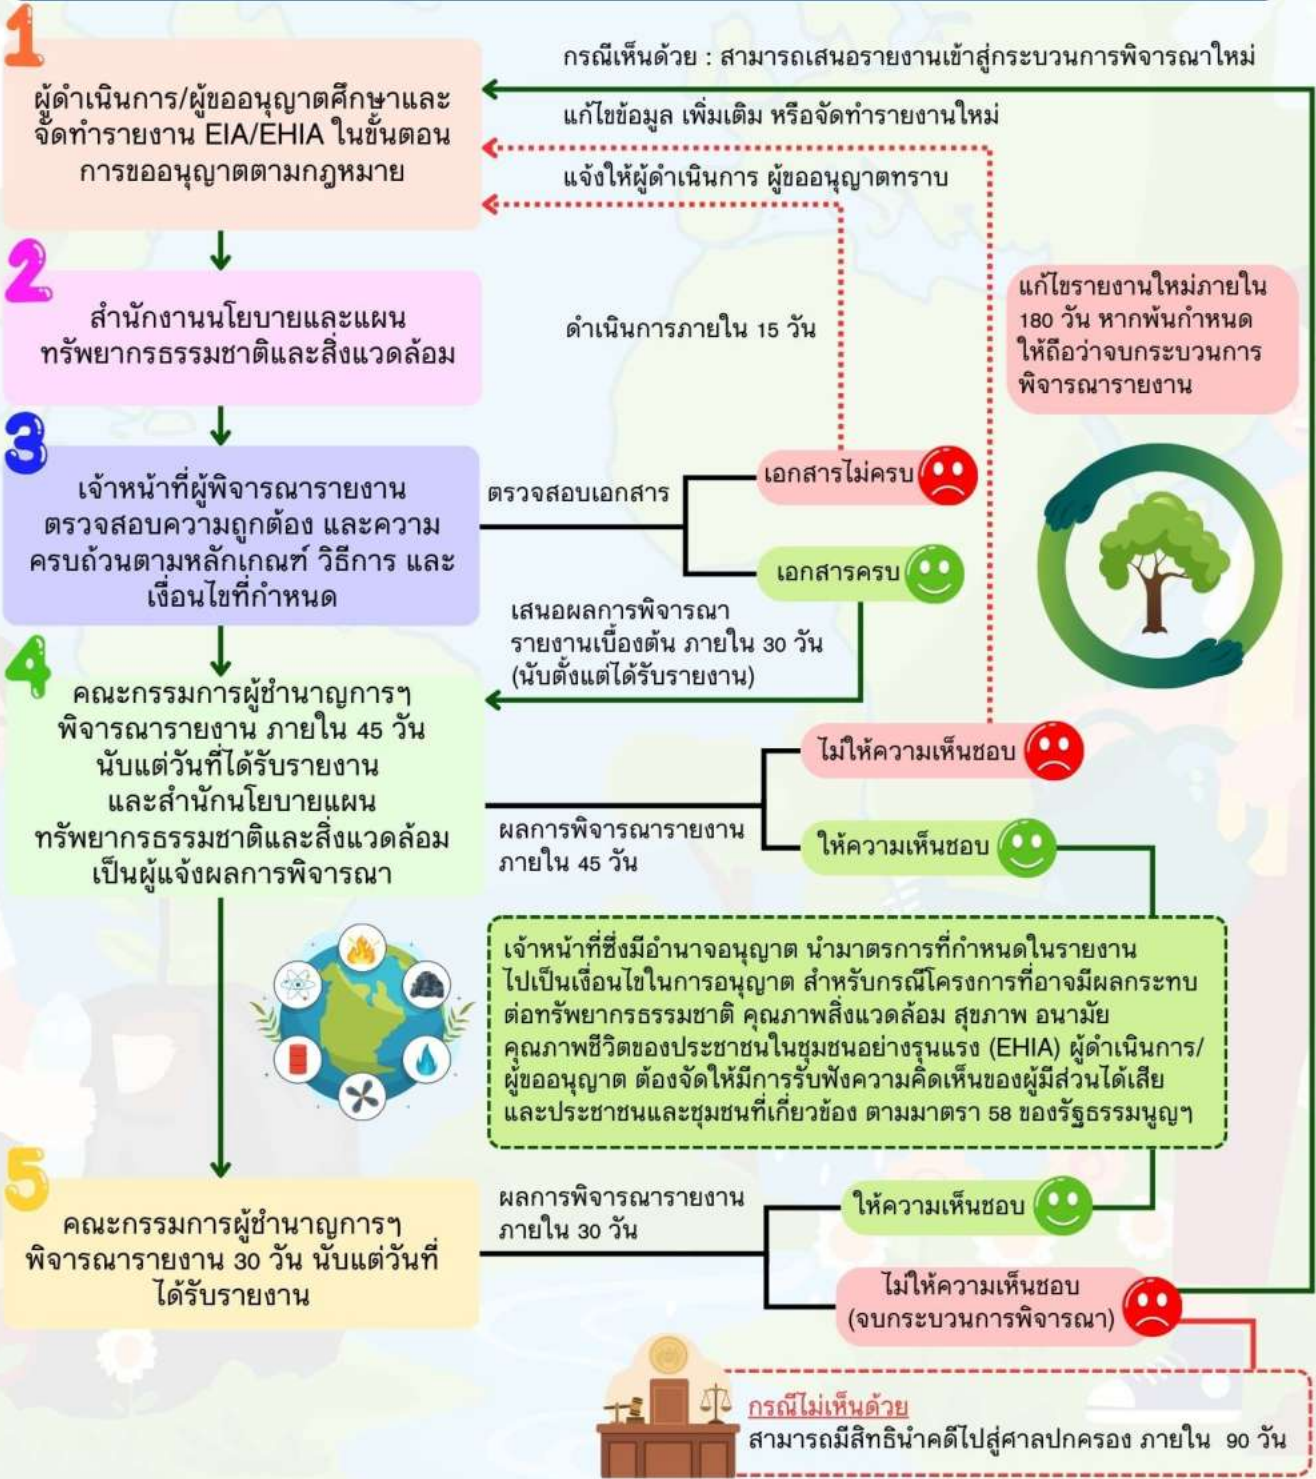 1
ผู้ดำเนินการ/ผู้ขออนุญาตศึกษาและ
จัดทำรายงาน EIA/EHIA ในขั้นตอน
การขออนุญาตตามกฎหมาย
กรณีเห็นด้วย : สามารถเสนอรายงานเข้าสู่กระบวนการพิจารณาใหม่
แก้ไขข้อมูล เพิ่มเติม หรือจัดทำรายงานใหม่
แจ้งให้ผู้ดำเนินการ ผู้ขออนุญาตทราบ
2
สำนักงานนโยบายและแผน
ทรัพยากรธรรมชาติและสิ่งแวดล้อม
ดำเนินการภายใน 15 วัน
แก้ไขรายงานใหม่ภายใน
180 วัน หากพ้นกำหนด
ให้ถือว่าจบกระบวนการ
พิจารณารายงาน
3
เจ้าหน้าที่ผู้พิจารณารายงาน
ตรวจสอบความถูกต้อง และความ
ครบถ้วนตามหลักเกณฑ์ วิธีการ และ
เงื่อนไขที่กำหนด
ตรวจสอบเอกสาร
เอกสารไม่ครบ
เอกสารครบ
เสนอผลการพิจารณา
รายงานเบื้องต้น ภายใน 30 วัน
(นับตั้งแต่ได้รับรายงาน)
4
คณะกรรมการผู้ชำนาญการฯ
พิจารณารายงาน ภายใน 45 วัน
นับแต่วันที่ได้รับรายงาน
และสำนักนโยบายแผน
ทรัพยากรธรรมชาติและสิ่งแวดล้อม
เป็นผู้แจ้งผลการพิจารณา
ผลการพิจารณารายงาน
ภายใน 45 วัน
ไม่ให้ความเห็นชอบ
ให้ความเห็นชอบ
เจ้าหน้าที่ซึ่งมีอำนาจอนุญาต นำมาตรการที่กำหนดในรายงาน
ไปเป็นเงื่อนไขในการอนุญาต สำหรับกรณีโครงการที่อาจมีผลกระทบ
ต่อทรัพยากรธรรมชาติ คุณภาพสิ่งแวดล้อม สุขภาพ อนามัย
คุณภาพชีวิตของประชาชนในชุมชนอย่างรุนแรง (EHIA) ผู้ดำเนินการ/
ผู้ขออนุญาต ต้องจัดให้มีการรับฟังความคิดเห็นของผู้มีส่วนได้เสีย
และประชาชนและชุมชนที่เกี่ยวข้อง ตามมาตรา 58 ของรัฐธรรมนูญฯ
5
คณะกรรมการผู้ชำนาญการฯ
พิจารณารายงาน 30 วัน นับแต่วันที่
ได้รับรายงาน
ผลการพิจารณารายงาน
ภายใน 30 วัน
ให้ความเห็นชอบ
ไม่ให้ความเห็นชอบ
(จบกระบวนการพิจารณา)
กรณีไม่เห็นด้วย
สามารถมีสิทธินำคดีไปสู่ศาลปกครอง ภายใน 90 วัน